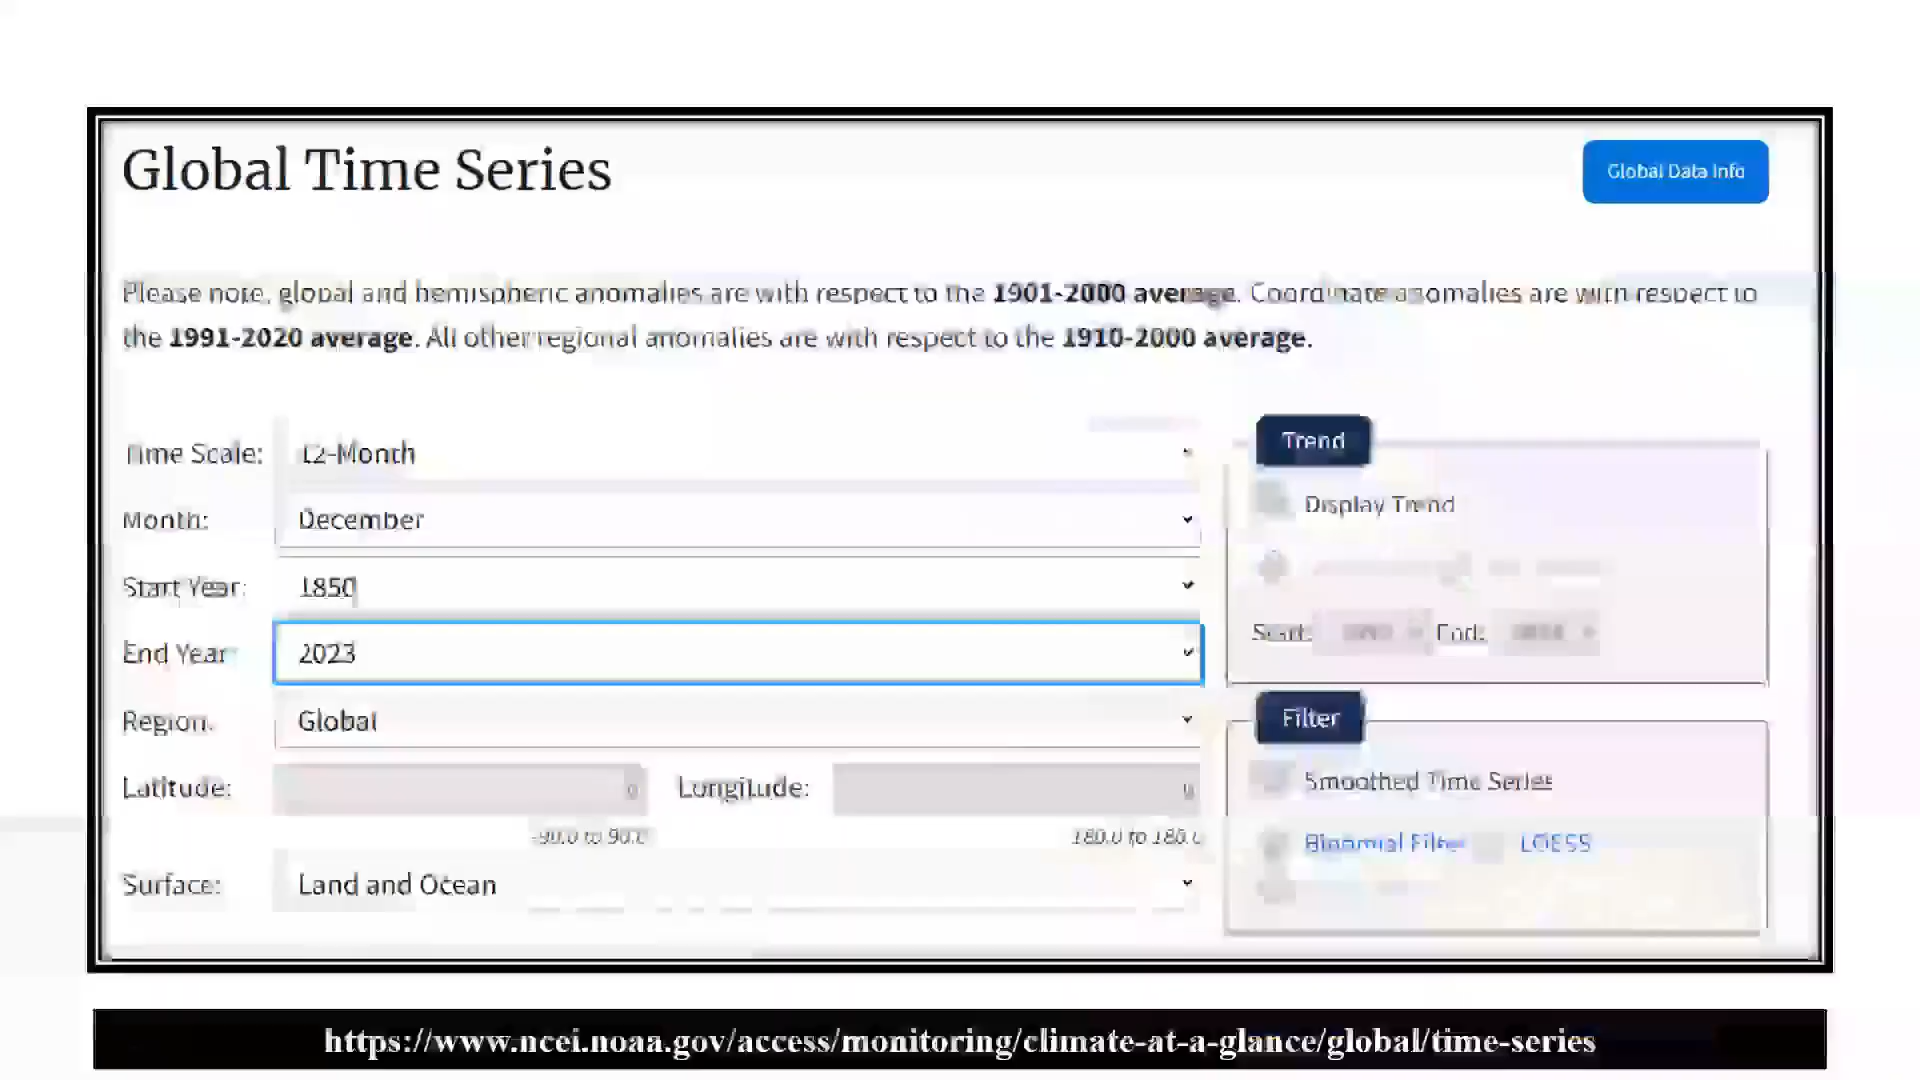 Global Time Series
Global Data Info
Please note, global and hemispheric anomalies are with respect to the 1901-2000 average. Coordinate anomalies are with respect to
the 1991-2020 average. All other regional anomalies are with respect to the 1910-2000 average.
Time Scale: 12-Month
Month: December
Start Year: 1850
End Year: 2023
Region: Global
Latitude: 0 Longitude: 0
-90.0 to 90.0 180.0 to 180.0
Surface: Land and Ocean
Trend
Display Trend
Start: End:
Filter
Smoothed Time Series
Binomial Filter LOESS
https://www.ncei.noaa.gov/access/monitoring/climate-at-a-glance/global/time-series